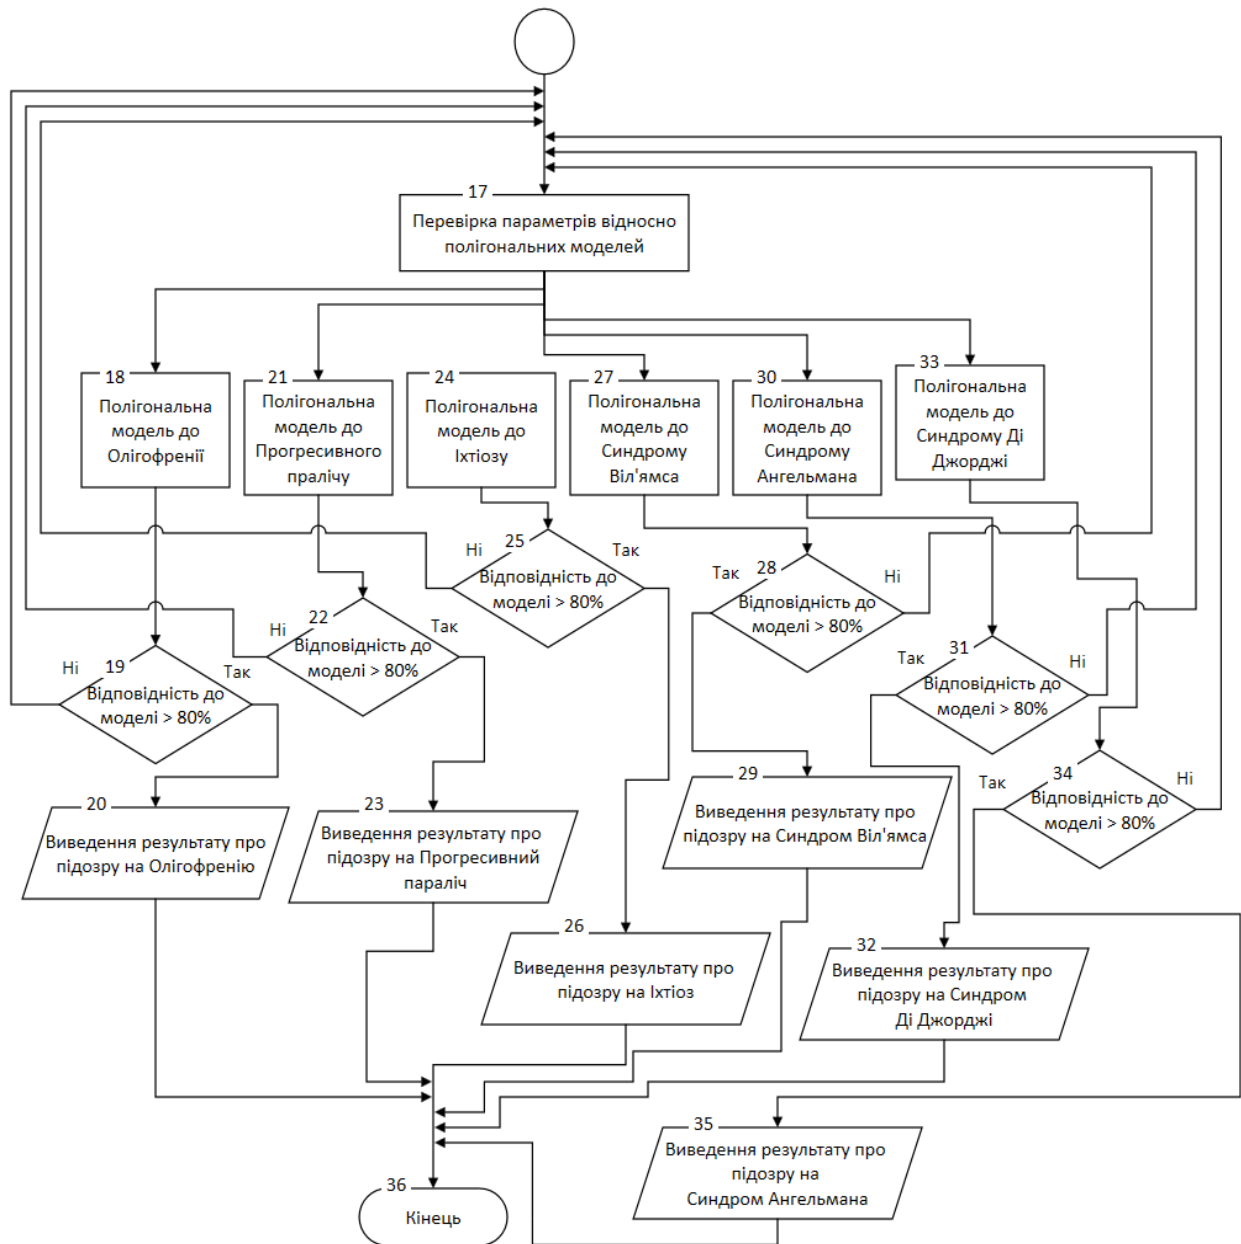 17
Перевірка параметрів відносно
полігональних моделей
18
Полігональна
модель до
Олігофренії
21
Полігональна
модель до
Прогресивного
пралічу
24
Полігональна
модель до
Іхтіозу
27
Полігональна
модель до
Синдрому
Віл'ямса
30
Полігональна
модель до
Синдрому
Ангельмана
33
Полігональна
модель до
Синдрому Ді
Джорджі
Ні
25
Так
Відповідність до
моделі > 80%
Так
28
Ні
Відповідність до
моделі > 80%
Ні
22
Так
Відповідність до
моделі > 80%
Ні
19
Так
Відповідність до
моделі > 80%
Так
31
Ні
Відповідність до
моделі > 80%
Так
34
Ні
Відповідність до
моделі > 80%
20
Виведення результату про
підозру на Олігофренію
23
Виведення результату про
підозру на Прогресивний
параліч
29
Виведення результату про
підозру на Синдром Віл'ямса
26
Виведення результату про
підозру на Іхтіоз
32
Виведення результату про
підозру на Синдром
Ді Джорджі
35
Виведення результату про
підозру на
Синдром Ангельмана
36
Кінець